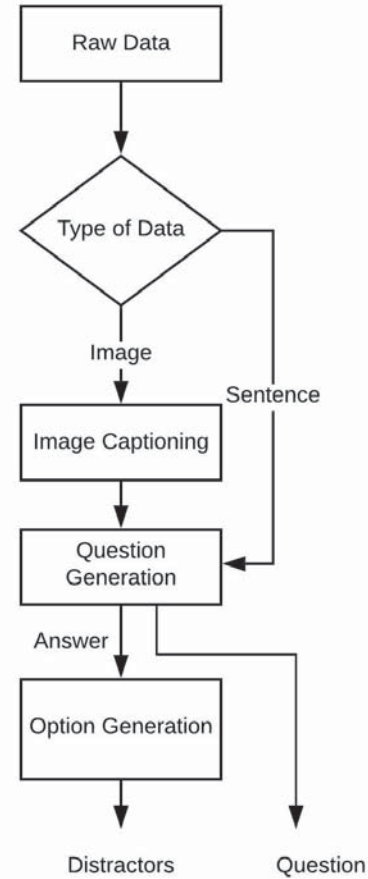 Raw Data
Type of Data
Image
Sentence
Image Captioning
Question
Generation
Answer
Option Generation
Distractors
Question